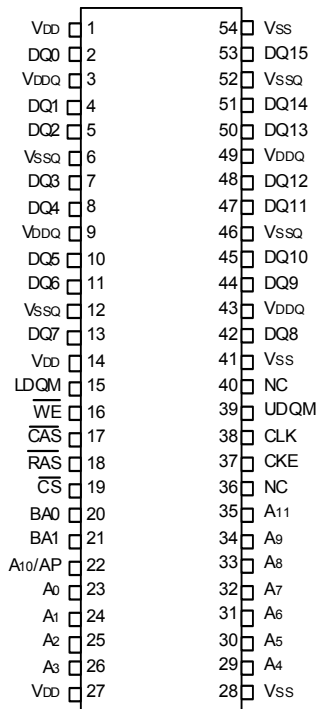 VDD 1 54 VSS
DQ0 2 53 DQ15
VDDQ 3 52 VSSQ
DQ1 4 51 DQ14
DQ2 5 50 DQ13
VSSQ 6 49 VDDQ
DQ3 7 48 DQ12
DQ4 8 47 DQ11
VDDQ 9 46 VSSQ
DQ5 10 45 DQ10
DQ6 11 44 DQ9
VSSQ 12 43 VDDQ
DQ7 13 42 DQ8
VDD 14 41 VSS
LDQM 15 40 NC
W̅E̅ 16 39 UDQM
C̅A̅S̅ 17 38 CLK
R̅A̅S̅ 18 37 CKE
C̅S̅ 19 36 NC
BA0 20 35 A11
BA1 21 34 A9
A10/AP 22 33 A8
A0 23 32 A7
A1 24 31 A6
A2 25 30 A5
A3 26 29 A4
VDD 27 28 VSS